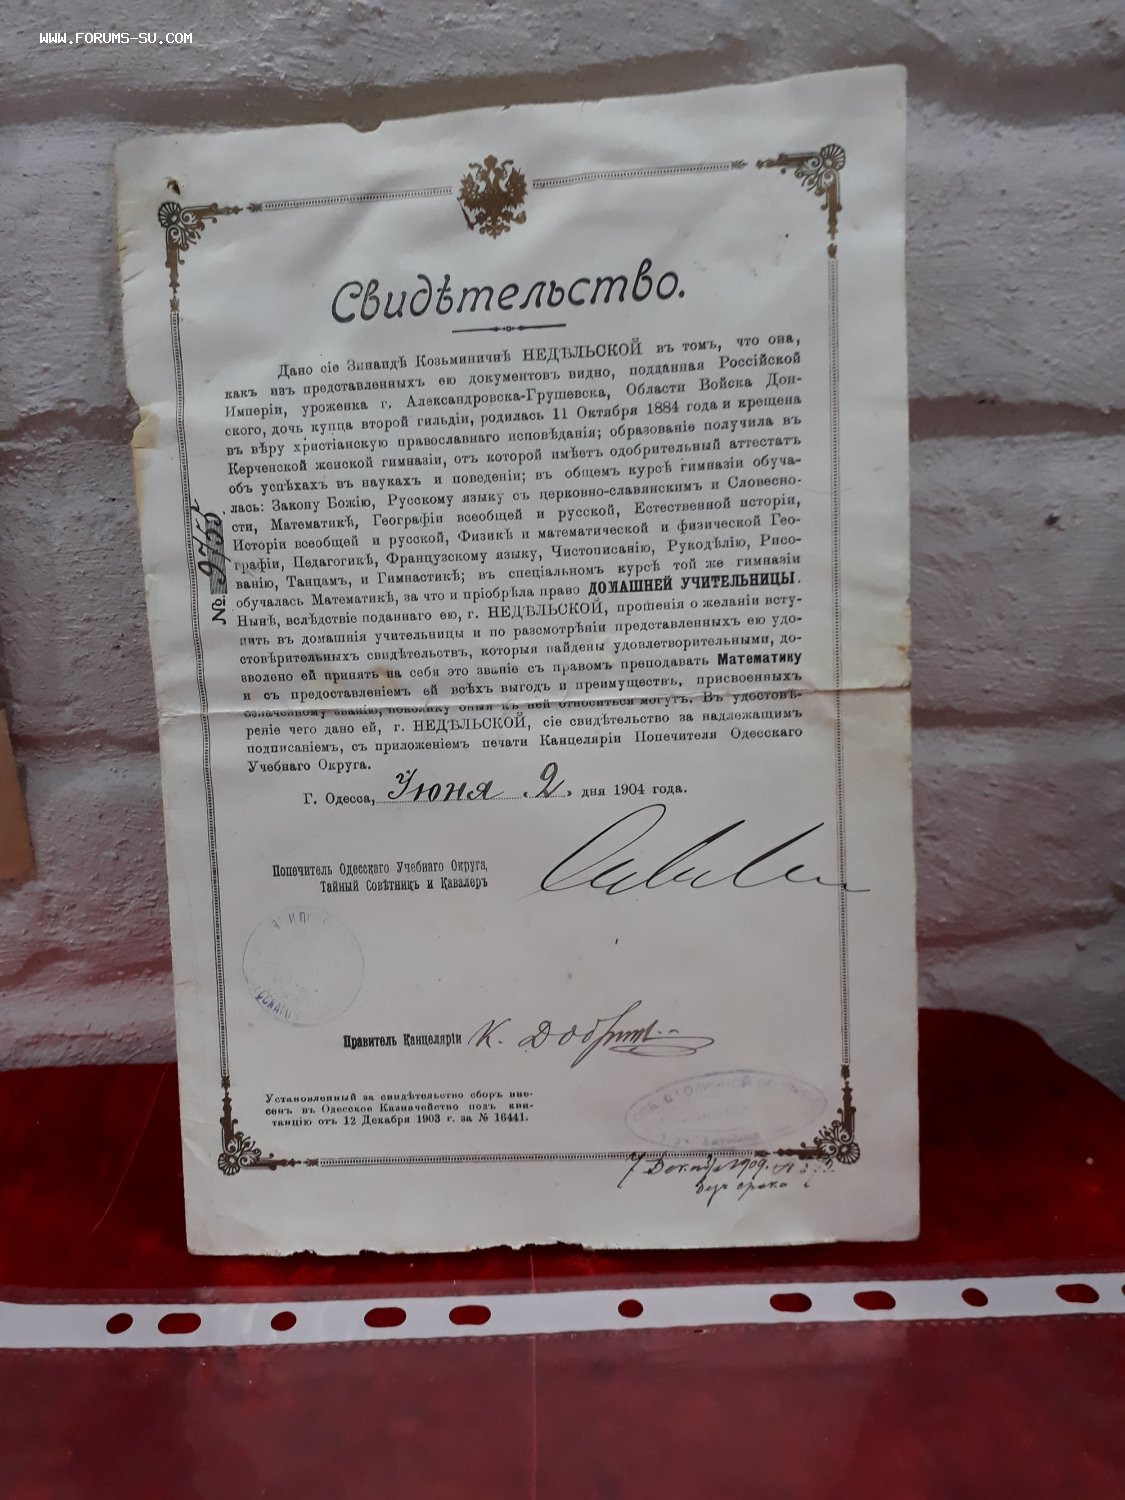 WWW.FORUMS-SU.COM
Свидѣтельство.
Дано сіе Зинаидѣ Козьминичнѣ НЕДѢЛЬСКОЙ въ томъ, что она,
какъ изъ представленныхъ ею документовъ видно, подданная Россійской
Имперіи, уроженка г. Александровска-Грушевска, Области Войска Дон-
ского, дочь купца второй гильдіи, родилась 11 Октября 1884 года и крещена
въ вѣру христіанскую православнаго исповѣданія; образованіе получила въ
Керченской женской гимназіи, отъ которой имѣетъ одобрительный аттестатъ
объ успѣхахъ въ наукахъ и поведеніи; въ общемъ курсѣ гимназіи обуча-
лась: Закону Божію, Русскому языку съ церковно-славянскимъ и Словесно-
сти, Математикѣ, Географіи всеобщей и русской, Естественной исторіи,
Исторіи всеобщей и русской, Физикѣ и математической и физической Гео-
графіи, Педагогикѣ, Французскому языку, Чистописанію, Рукодѣлію, Рисо-
ванію, Танцамъ, и Гимнастикѣ; въ спеціальномъ курсѣ той же гимназіи
обучалась Математикѣ, за что и пріобрѣла право ДОМАШНЕЙ УЧИТЕЛЬНИЦЫ.
Нынѣ, вслѣдствіе поданнаго ею, г. НЕДѢЛЬСКОЙ, прошенія о желаніи всту-
пить въ домашнія учительницы и по разсмотрѣніи представленныхъ ею удо-
стовѣрительныхъ свидѣтельствъ, которыя найдены удовлетворительными, до-
зволено ей принять на себя это званіе съ правомъ преподавать Математику
и съ предоставленіемъ ей всѣхъ выгодъ и преимуществъ, присвоенныхъ
означенному званію, поколику оныя къ ней относиться могутъ. Въ удостовѣ-
реніе чего дано ей, г. НЕДѢЛЬСКОЙ, сіе свидѣтельство за надлежащимъ
подписаніемъ, съ приложеніемъ печати Канцеляріи Попечителя Одесскаго
Учебнаго Округа.
№ 9755
Г. Одесса, Іюня 2, дня 1904 года.
Попечитель Одесскаго Учебнаго Округа,
Тайный Совѣтникъ и Кавалеръ
Правитель Канцеляріи К.
Установленный за свидѣтельство сборъ вне-
сенъ въ Одесское Казначейство подъ кви-
танцію отъ 12 Декабря 1903 г. за № 16441.
7 1909.